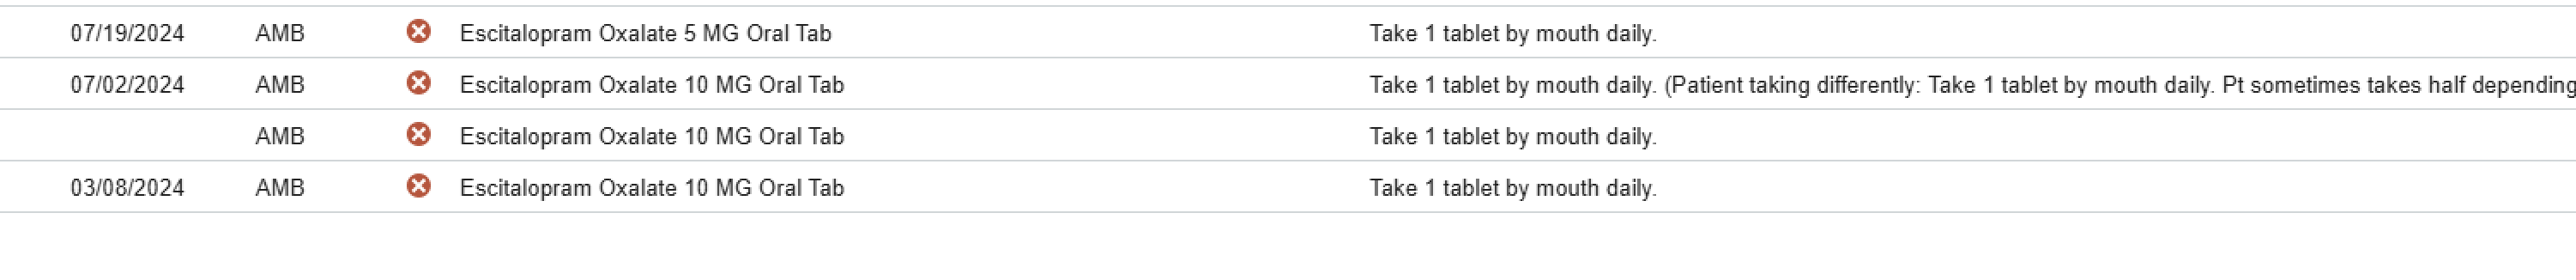 07/19/2024 AMB Escitalopram Oxalate 5 MG Oral Tab Take 1 tablet by mouth daily.
07/02/2024 AMB Escitalopram Oxalate 10 MG Oral Tab Take 1 tablet by mouth daily. (Patient taking differently: Take 1 tablet by mouth daily. Pt sometimes takes half depending
AMB Escitalopram Oxalate 10 MG Oral Tab Take 1 tablet by mouth daily.
03/08/2024 AMB Escitalopram Oxalate 10 MG Oral Tab Take 1 tablet by mouth daily.